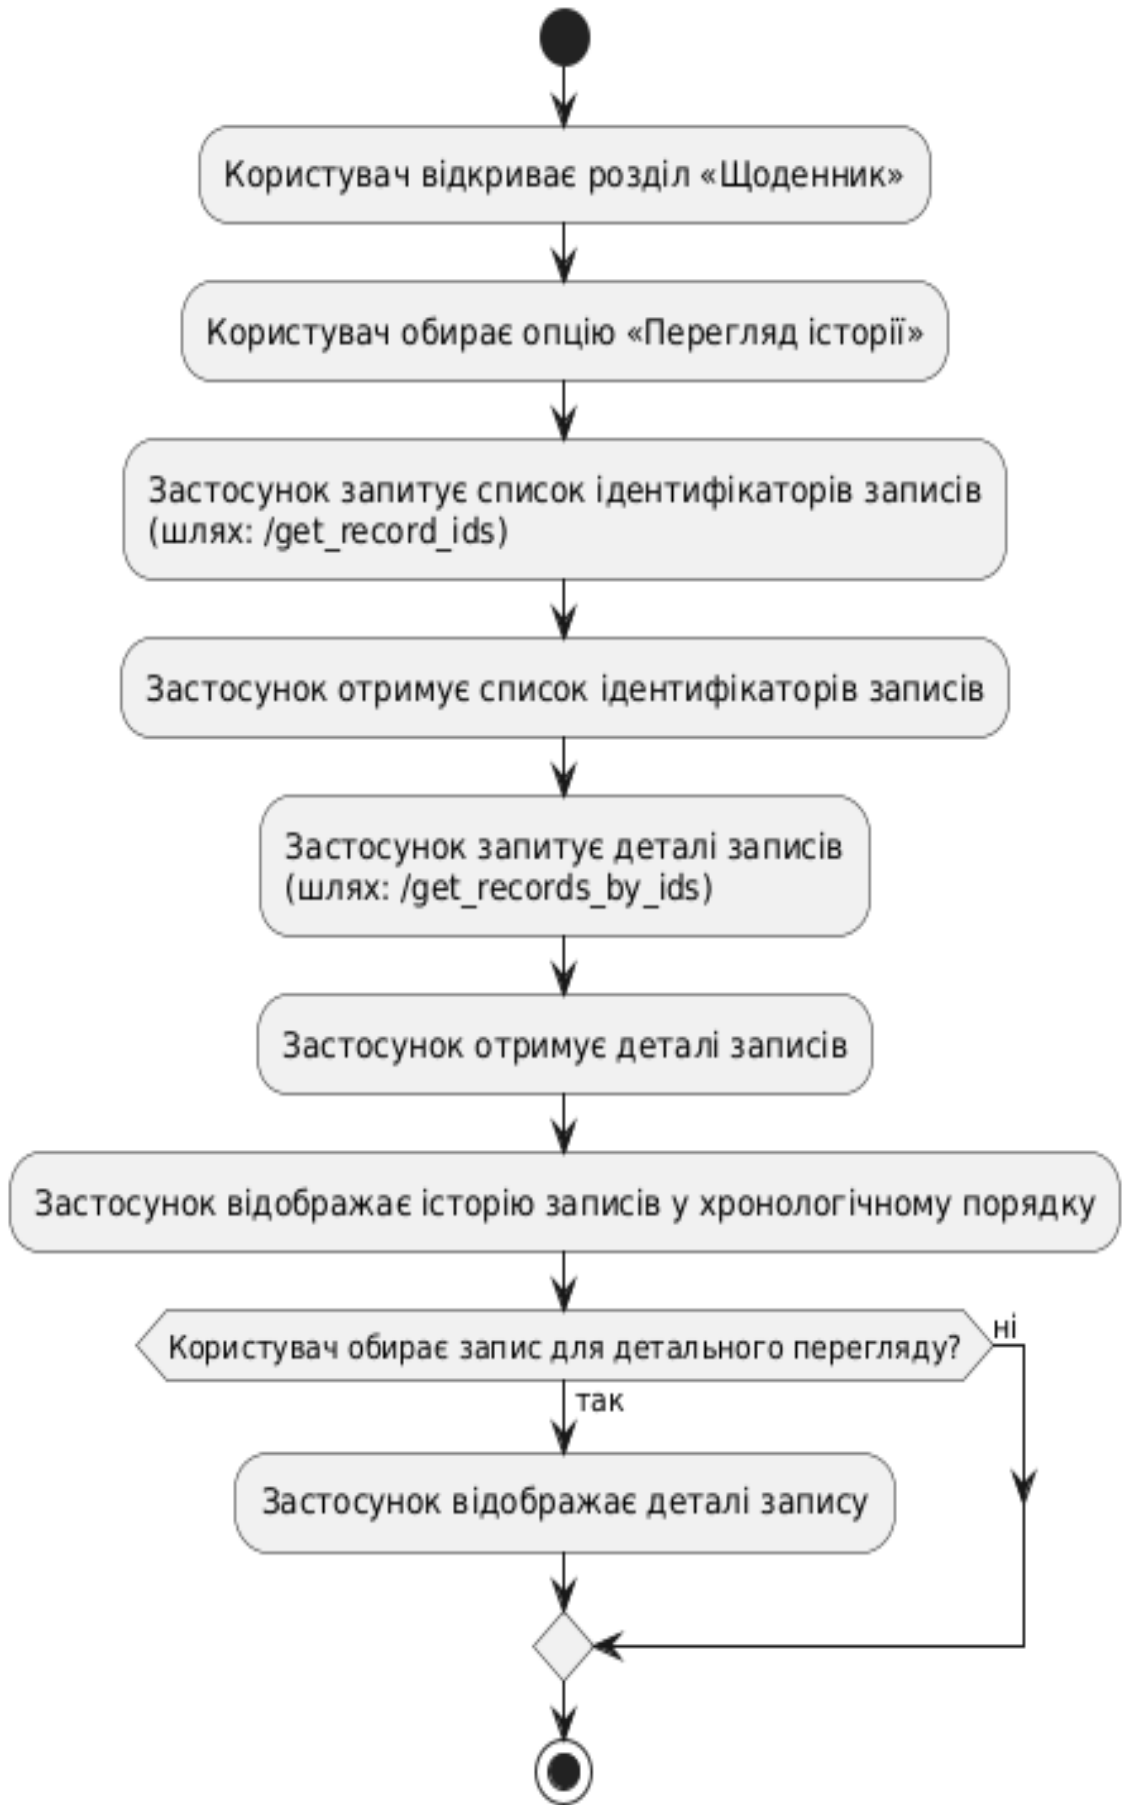 Користувач відкриває розділ «Щоденник»
Користувач обирає опцію «Перегляд історії»
Застосунок запитує список ідентифікаторів записів
(шлях: /get_record_ids)
Застосунок отримує список ідентифікаторів записів
Застосунок запитує деталі записів
(шлях: /get_records_by_ids)
Застосунок отримує деталі записів
Застосунок відображає історію записів у хронологічному порядку
Користувач обирає запис для детального перегляду?
ні
так
Застосунок відображає деталі запису